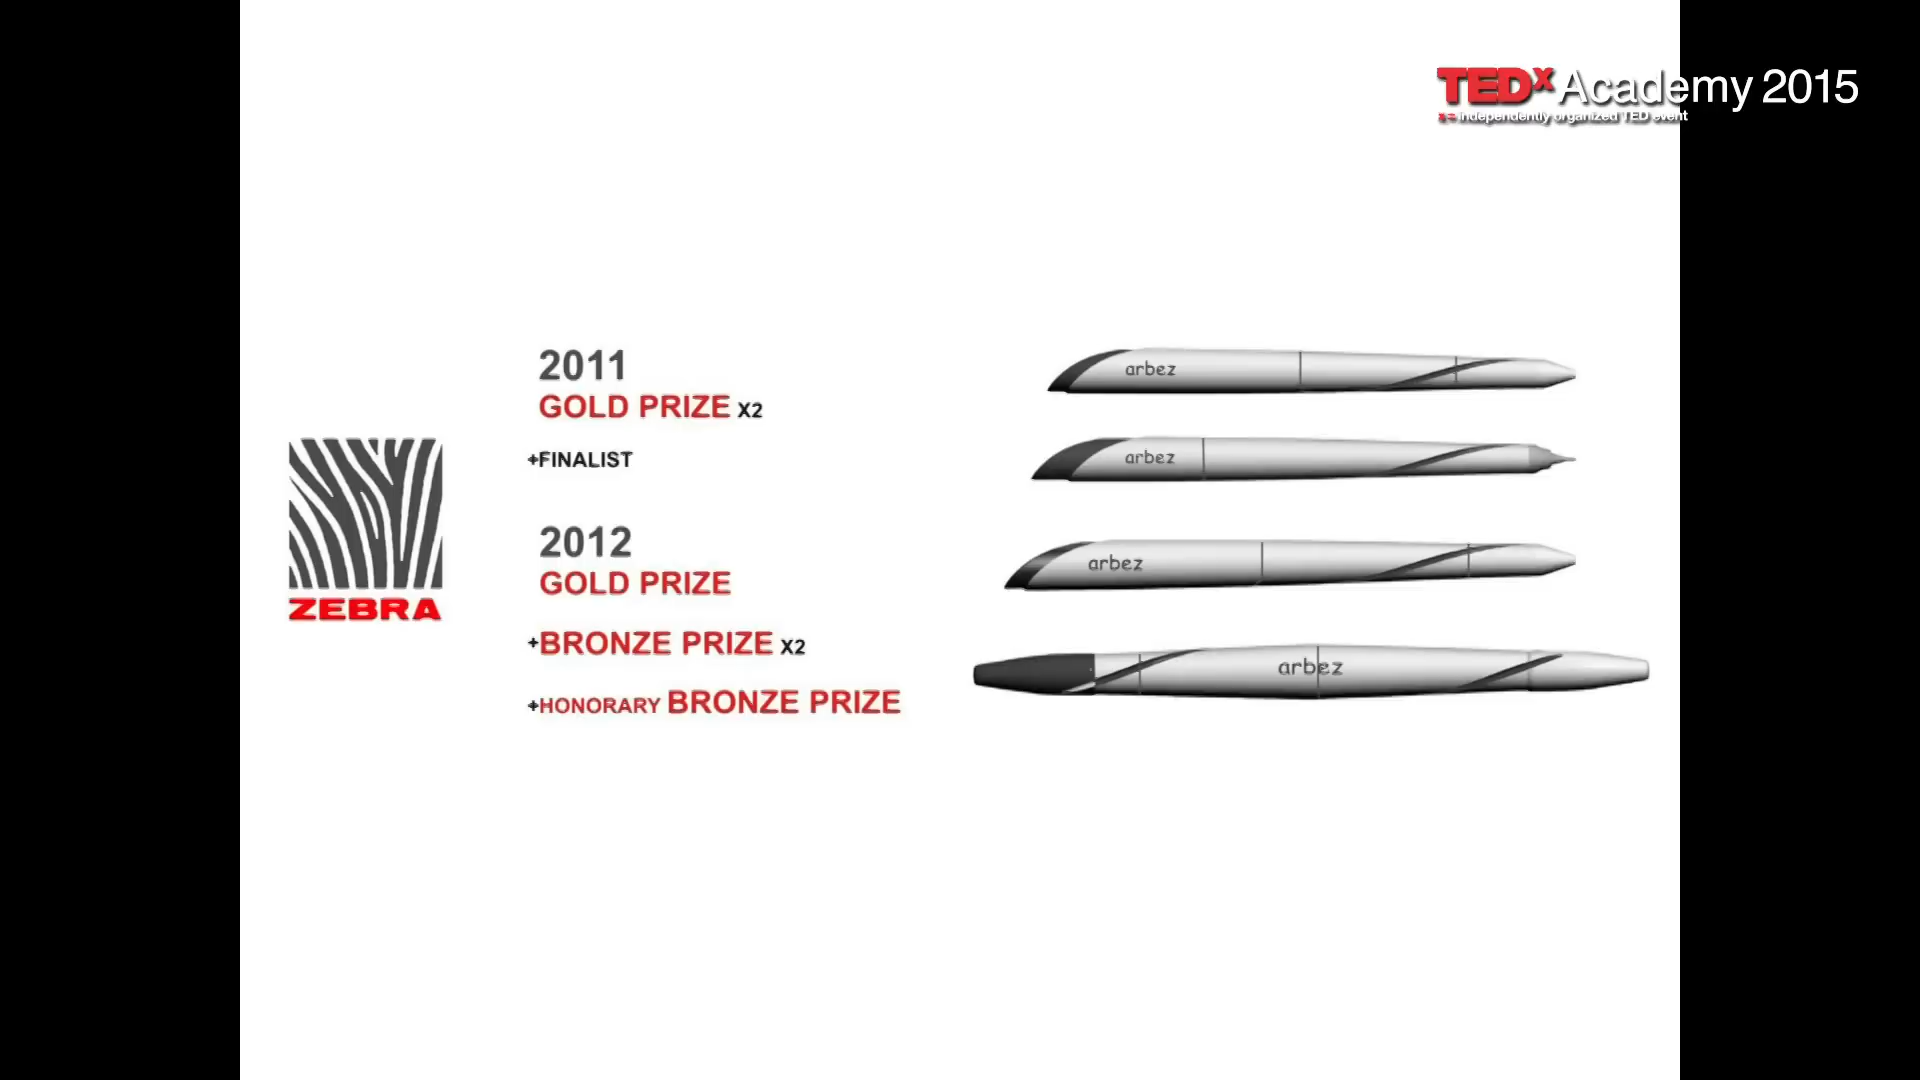 TEDx Academy 2015
x = independently organized TED event
2011
GOLD PRIZE X2
+FINALIST
2012
GOLD PRIZE
+BRONZE PRIZE X2
+HONORARY BRONZE PRIZE
ZEBRA
arbez
arbez
arbez
arbez